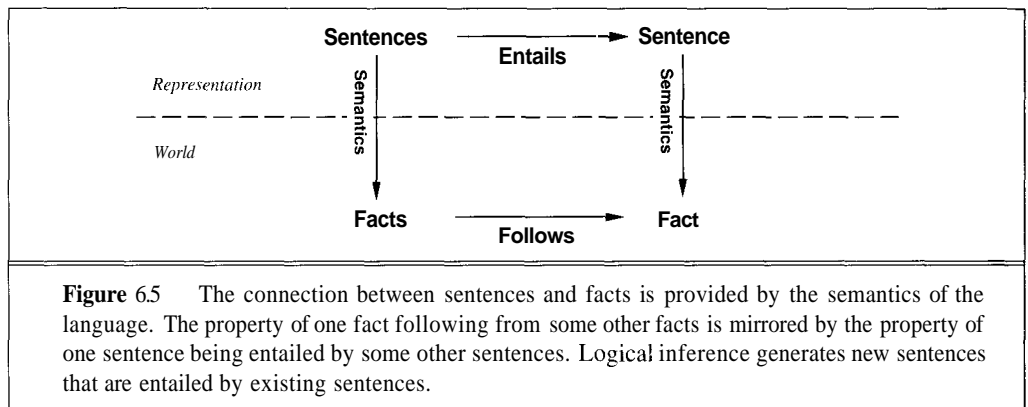 Sentences Sentence
Entails
Representation
Semantics Semantics
World
Facts Fact
Follows
Figure 6.5 The connection between sentences and facts is provided by the semantics of the
language. The property of one fact following from some other facts is mirrored by the property of
one sentence being entailed by some other sentences. Logical inference generates new sentences
that are entailed by existing sentences.